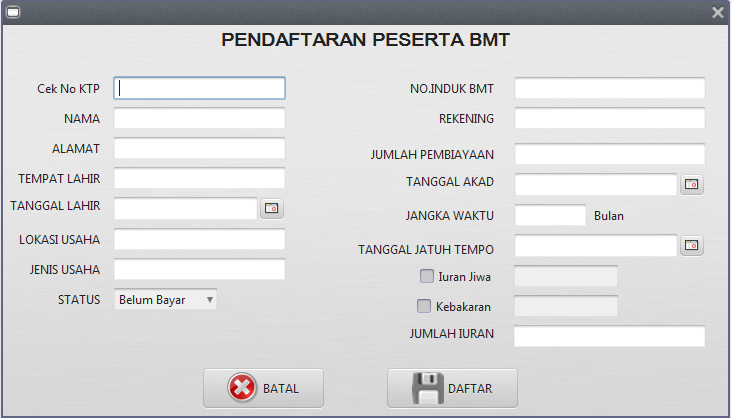 PENDAFTARAN PESERTA BMT
Cek No KTP
NAMA
ALAMAT
TEMPAT LAHIR
TANGGAL LAHIR
LOKASI USAHA
JENIS USAHA
STATUS Belum Bayar
NO.INDUK BMT
REKENING
JUMLAH PEMBIAYAAN
TANGGAL AKAD
JANGKA WAKTU Bulan
TANGGAL JATUH TEMPO
Iuran Jiwa
Kebakaran
JUMLAH IURAN
BATAL
DAFTAR